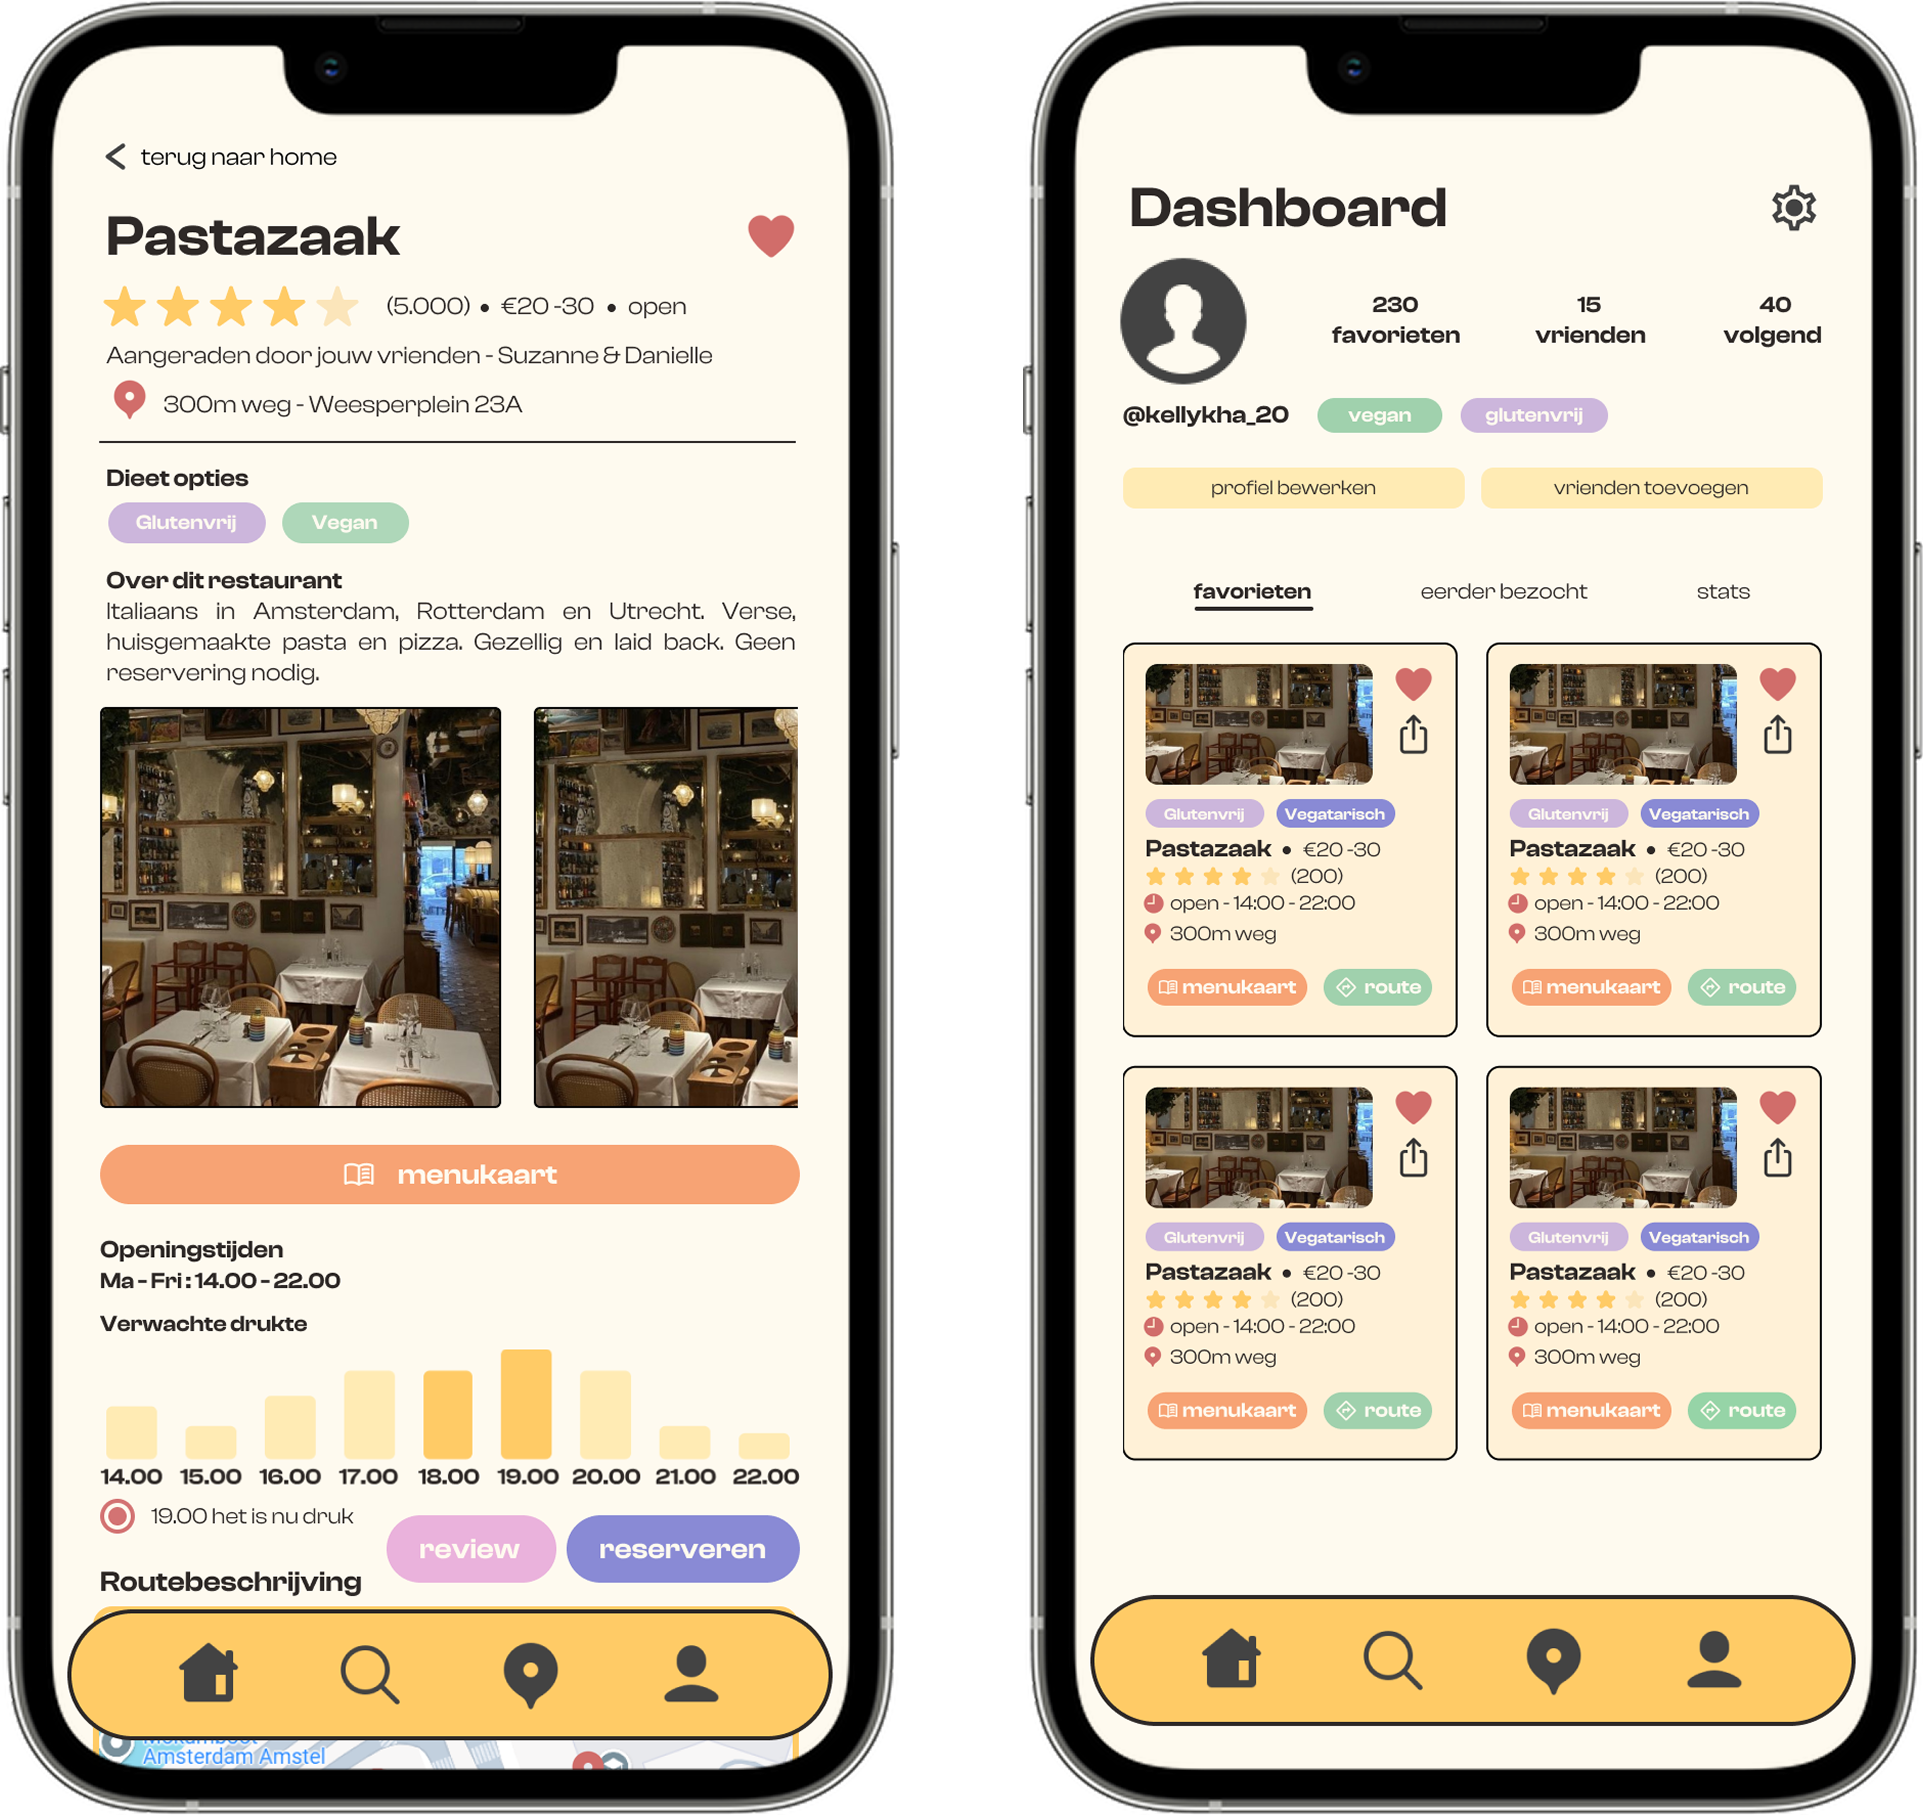 terug naar home
Pastazaak
(5.000) • €20 -30 • open
Aangeraden door jouw vrienden - Suzanne & Danielle
300m weg - Weesperplein 23A
Dieet opties
Glutenvrij Vegan
Over dit restaurant
Italiaans in Amsterdam, Rotterdam en Utrecht. Verse,
huisgemaakte pasta en pizza. Gezellig en laid back. Geen
reservering nodig.
menukaart
Openingstijden
Ma - Fri : 14.00 - 22.00
Verwachte drukte
14.00 15.00 16.00 17.00 18.00 19.00 20.00 21.00 22.00
19.00 het is nu druk
review reserveren
Routebeschrijving
Amsterdam Amstel
Dashboard
230 15 40
favorieten vrienden volgend
@kellykha_20 vegan glutenvrij
profiel bewerken vrienden toevoegen
favorieten eerder bezocht stats
Glutenvrij Vegatarisch
Pastazaak • €20 -30
(200)
open - 14:00 - 22:00
300m weg
menukaart route
Glutenvrij Vegatarisch
Pastazaak • €20 -30
(200)
open - 14:00 - 22:00
300m weg
menukaart route
Glutenvrij Vegatarisch
Pastazaak • €20 -30
(200)
open - 14:00 - 22:00
300m weg
menukaart route
Glutenvrij Vegatarisch
Pastazaak • €20 -30
(200)
open - 14:00 - 22:00
300m weg
menukaart route